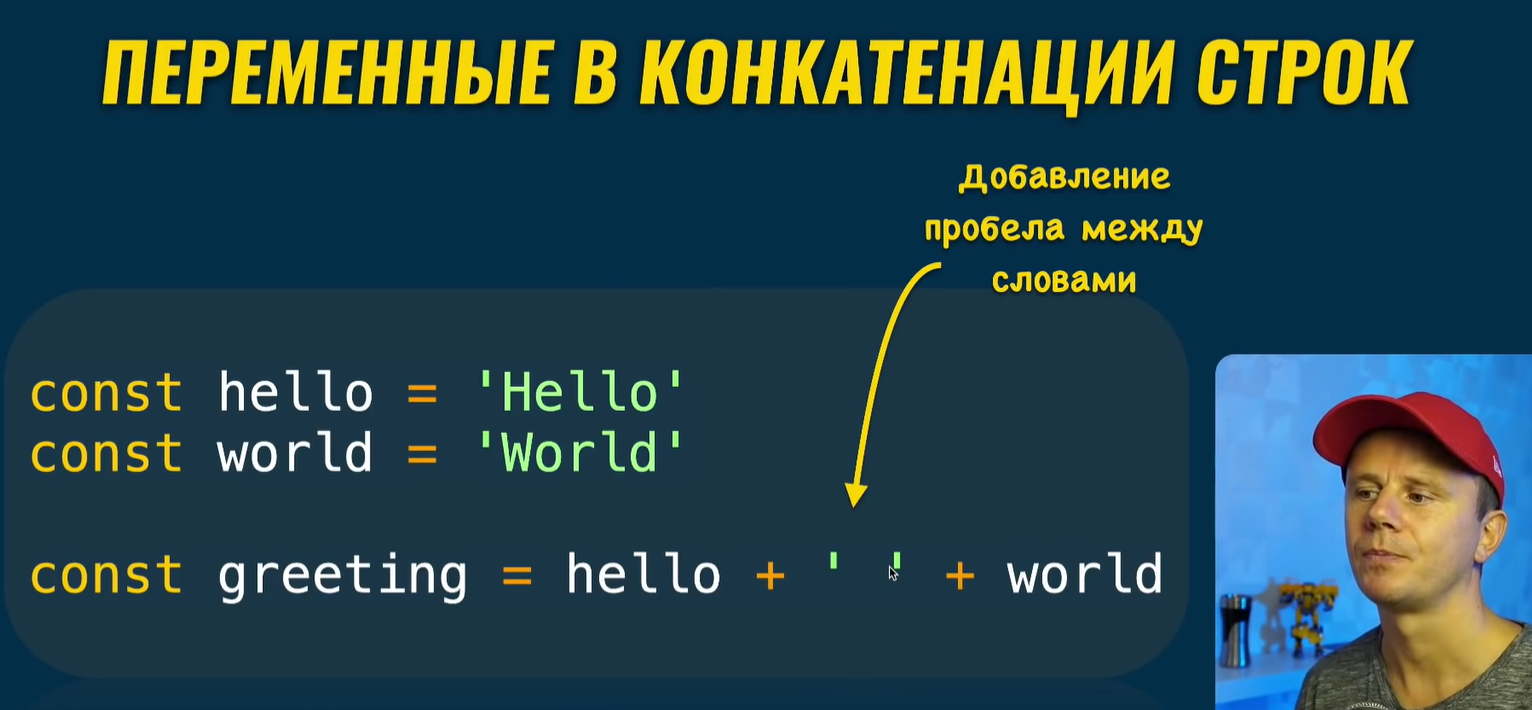 ПЕРЕМЕННЫЕ В КОНКАТЕНАЦИИ СТРОК
Добавление
пробела между
словами
const hello = 'Hello'
const world = 'World'
const greeting = hello + ' ' + world